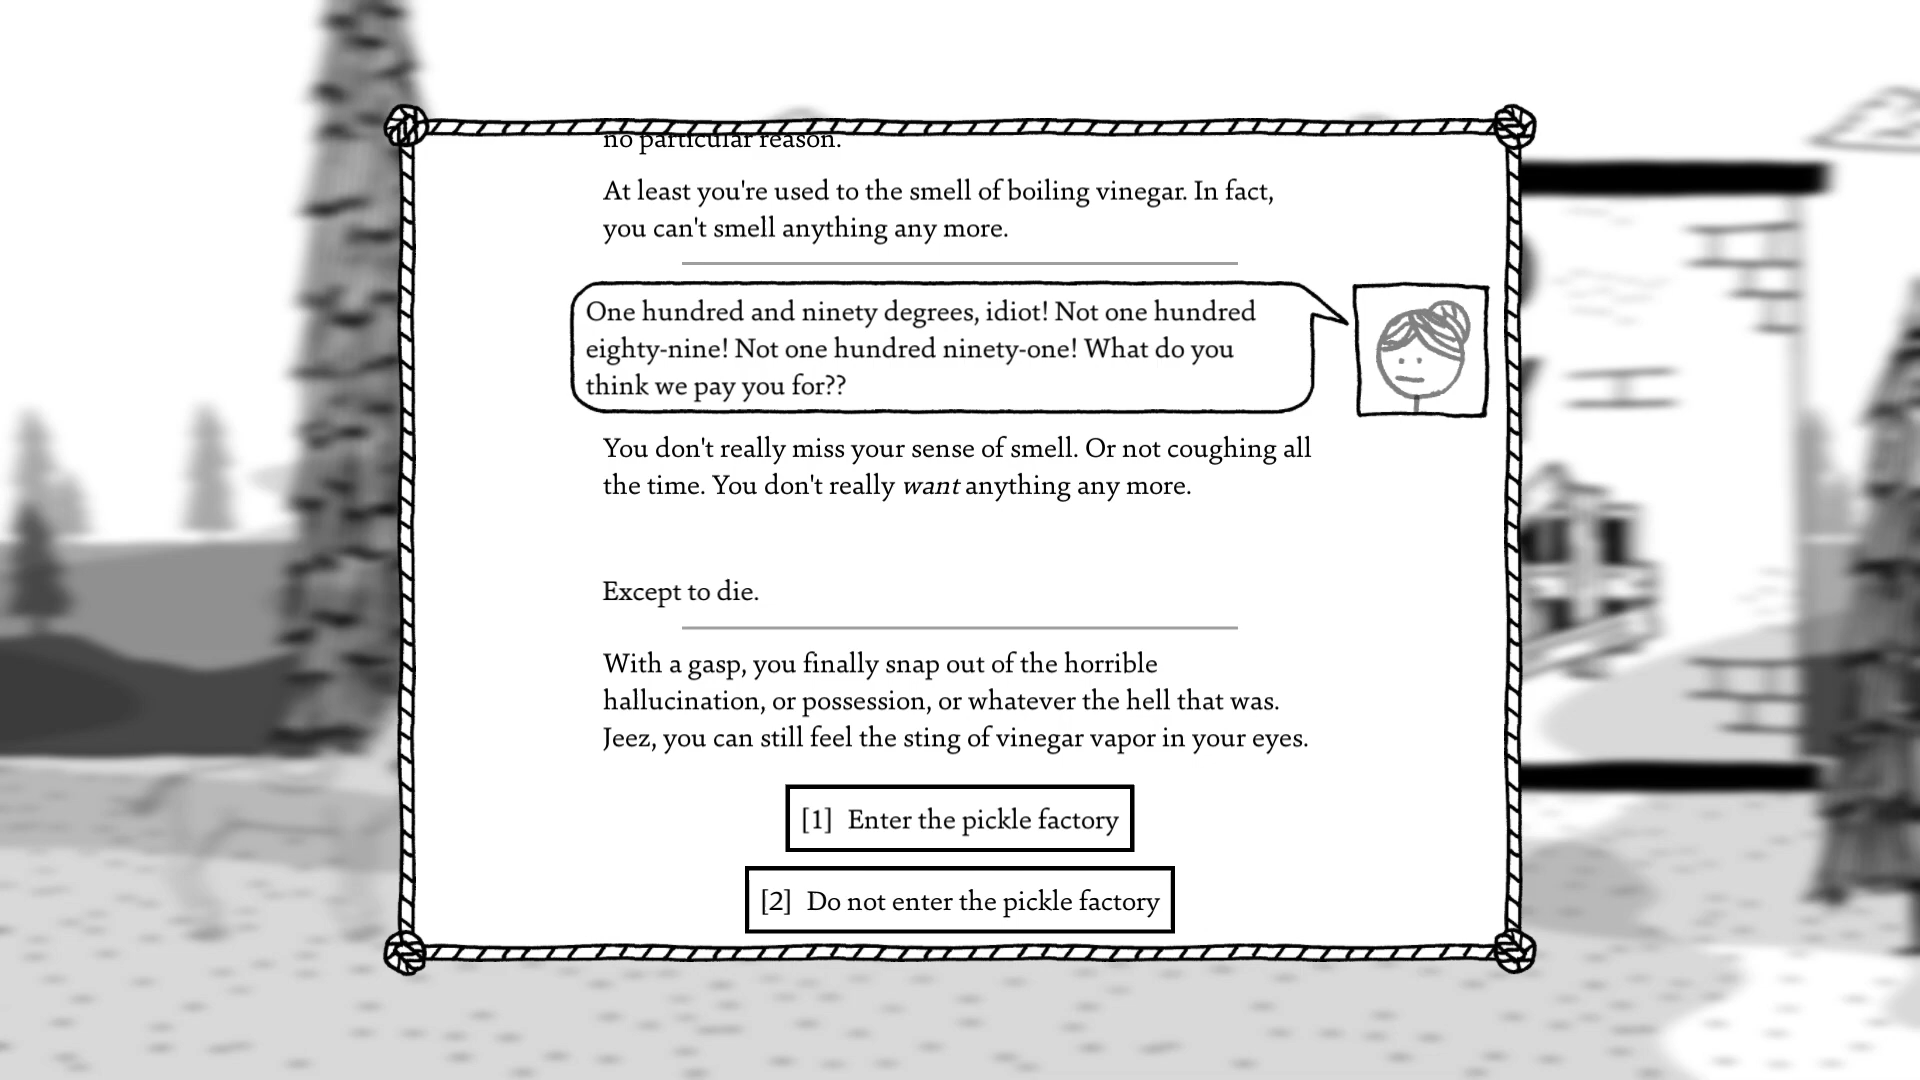 no particular reason.
At least you're used to the smell of boiling vinegar. In fact,
you can't smell anything any more.
One hundred and ninety degrees, idiot! Not one hundred
eighty-nine! Not one hundred ninety-one! What do you
think we pay you for??
You don't really miss your sense of smell. Or not coughing all
the time. You don't really want anything any more.
Except to die.
With a gasp, you finally snap out of the horrible
hallucination, or possession, or whatever the hell that was.
Jeez, you can still feel the sting of vinegar vapor in your eyes.
[1] Enter the pickle factory
[2] Do not enter the pickle factory